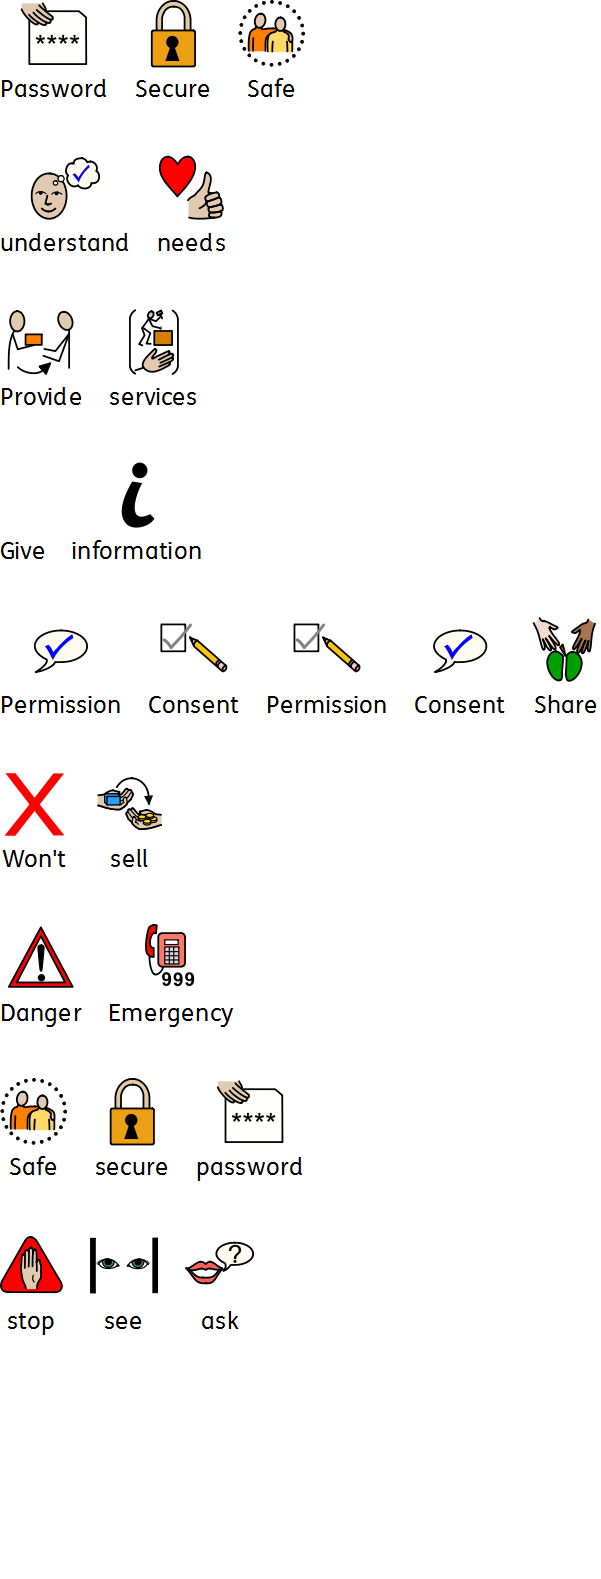 ****
Password Secure Safe
understand needs
Provide services
Give information
Permission Consent Permission Consent Share
Won't sell
999
Danger Emergency
****
Safe secure password
?
stop see ask